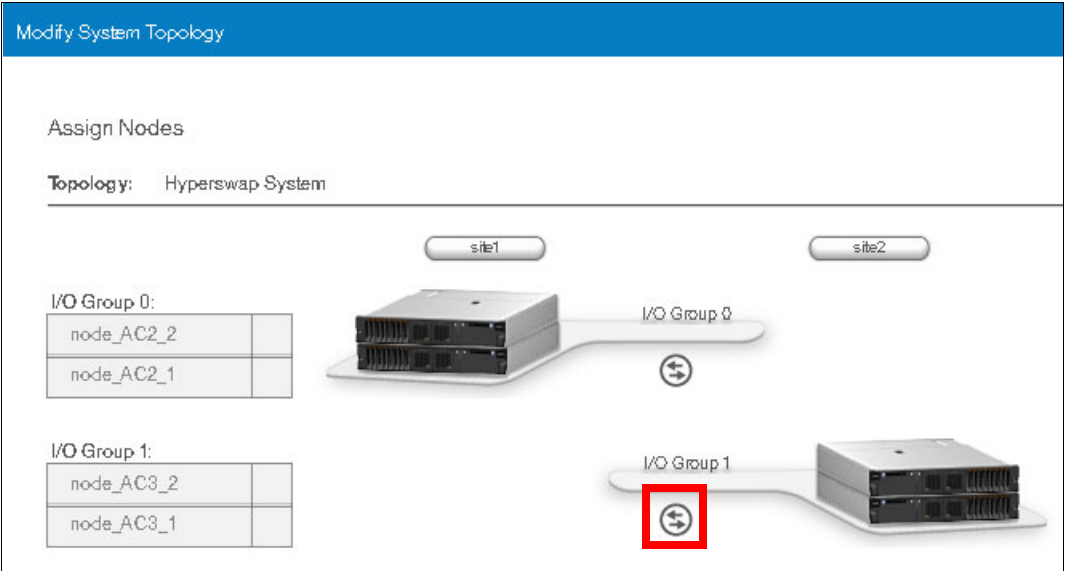 Modify System Topology
Assign Nodes
Topology: Hyperswap System
site1 site2
I/O Group 0:
node_AC2_2
node_AC2_1
I/O Group 0
I/O Group 1:
node_AC3_2
node_AC3_1
I/O Group 1